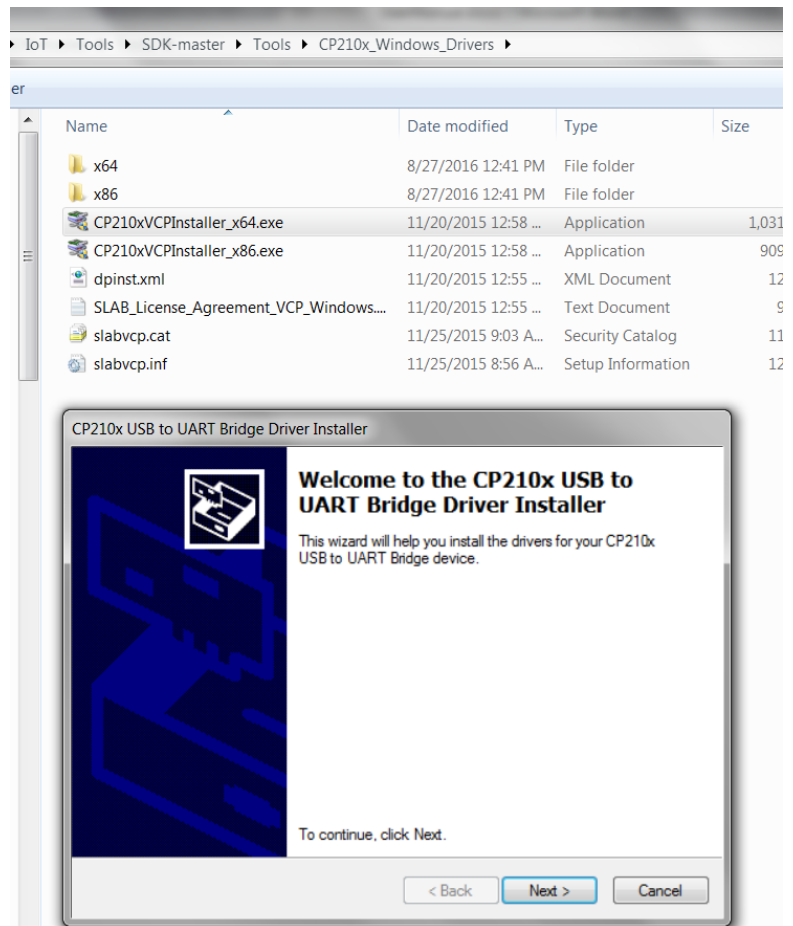 IoT Tools SDK-master Tools CP210x_Windows_Drivers
er
Name Date modified Type Size
x64 8/27/2016 12:41 PM File folder
x86 8/27/2016 12:41 PM File folder
CP210xVCPInstaller_x64.exe 11/20/2015 12:58 ... Application 1,031
CP210xVCPInstaller_x86.exe 11/20/2015 12:58 ... Application 909
dpinst.xml 11/20/2015 12:55 ... XML Document 12
SLAB_License_Agreement_VCP_Windows.... 11/20/2015 12:55 ... Text Document 9
slabvcp.cat 11/25/2015 9:03 A... Security Catalog 11
slabvcp.inf 11/25/2015 8:56 A... Setup Information 12
CP210x USB to UART Bridge Driver Installer
Welcome to the CP210x USB to
UART Bridge Driver Installer
This wizard will help you install the drivers for your CP210x
USB to UART Bridge device.
To continue, click Next.
< Back Next > Cancel